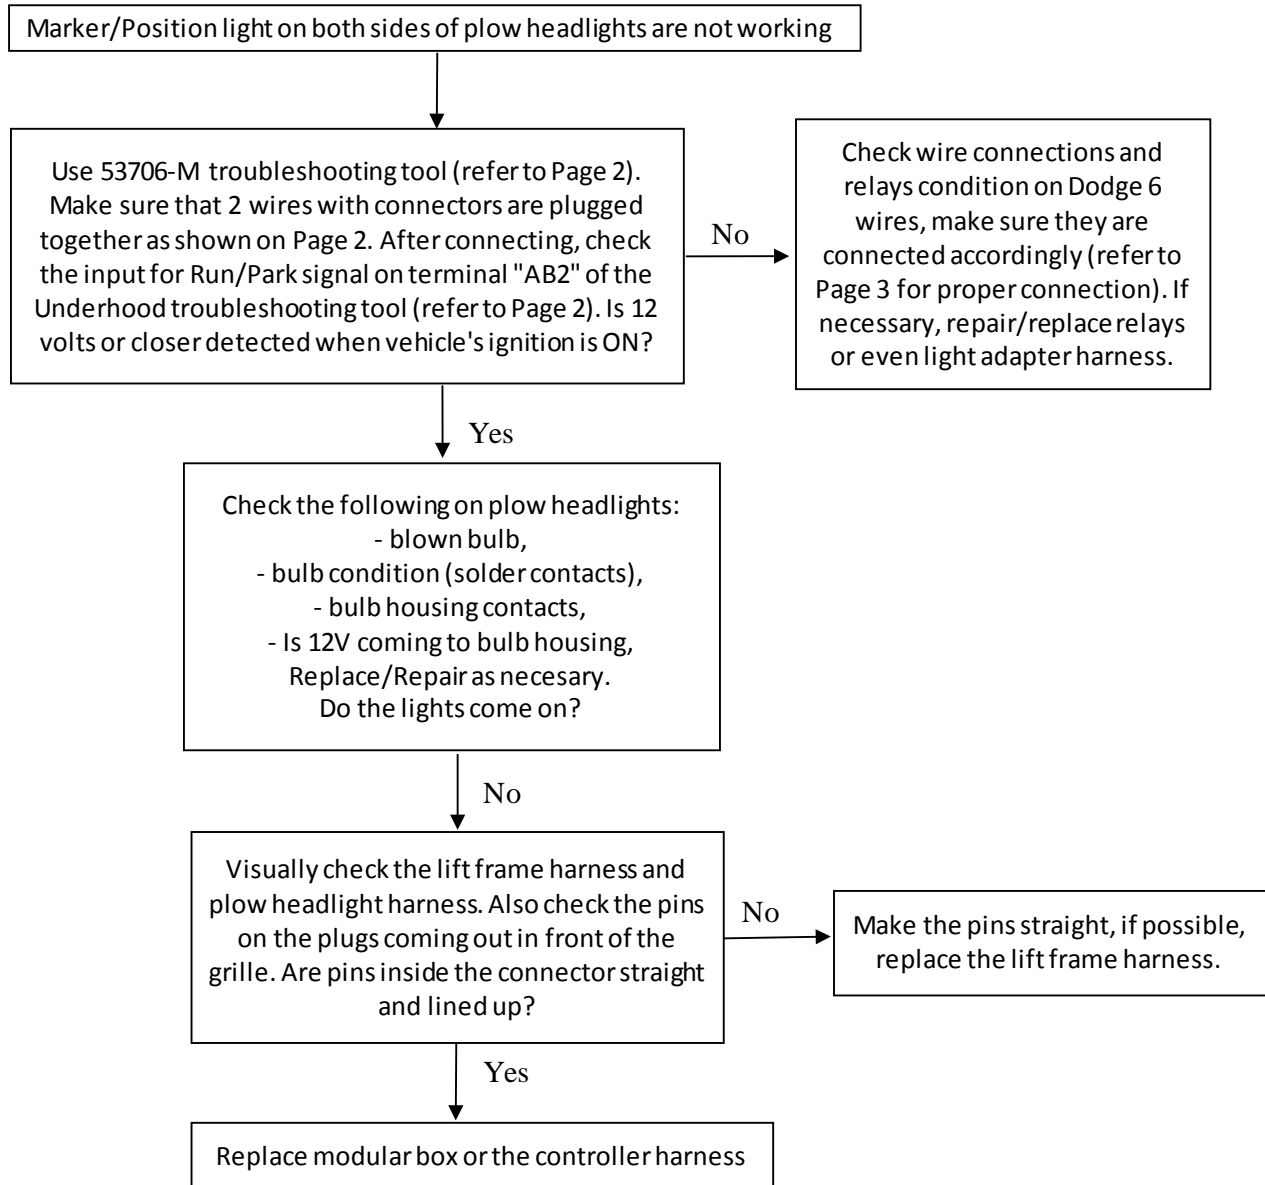 Marker/Position light on both sides of plow headlights are not working
Use 53706-M troubleshooting tool (refer to Page 2).
Make sure that 2 wires with connectors are plugged
together as shown on Page 2. After connecting, check
the input for Run/Park signal on terminal "AB2" of the
Underhood troubleshooting tool (refer to Page 2). Is 12
volts or closer detected when vehicle's ignition is ON?
No
Check wire connections and
relays condition on Dodge 6
wires, make sure they are
connected accordingly (refer to
Page 3 for proper connection). If
necessary, repair/replace relays
or even light adapter harness.
Yes
Check the following on plow headlights:
- blown bulb,
- bulb condition (solder contacts),
- bulb housing contacts,
- Is 12V coming to bulb housing,
Replace/Repair as necesary.
Do the lights come on?
No
Visually check the lift frame harness and
plow headlight harness. Also check the pins
on the plugs coming out in front of the
grille. Are pins inside the connector straight
and lined up?
No
Make the pins straight, if possible,
replace the lift frame harness.
Yes
Replace modular box or the controller harness